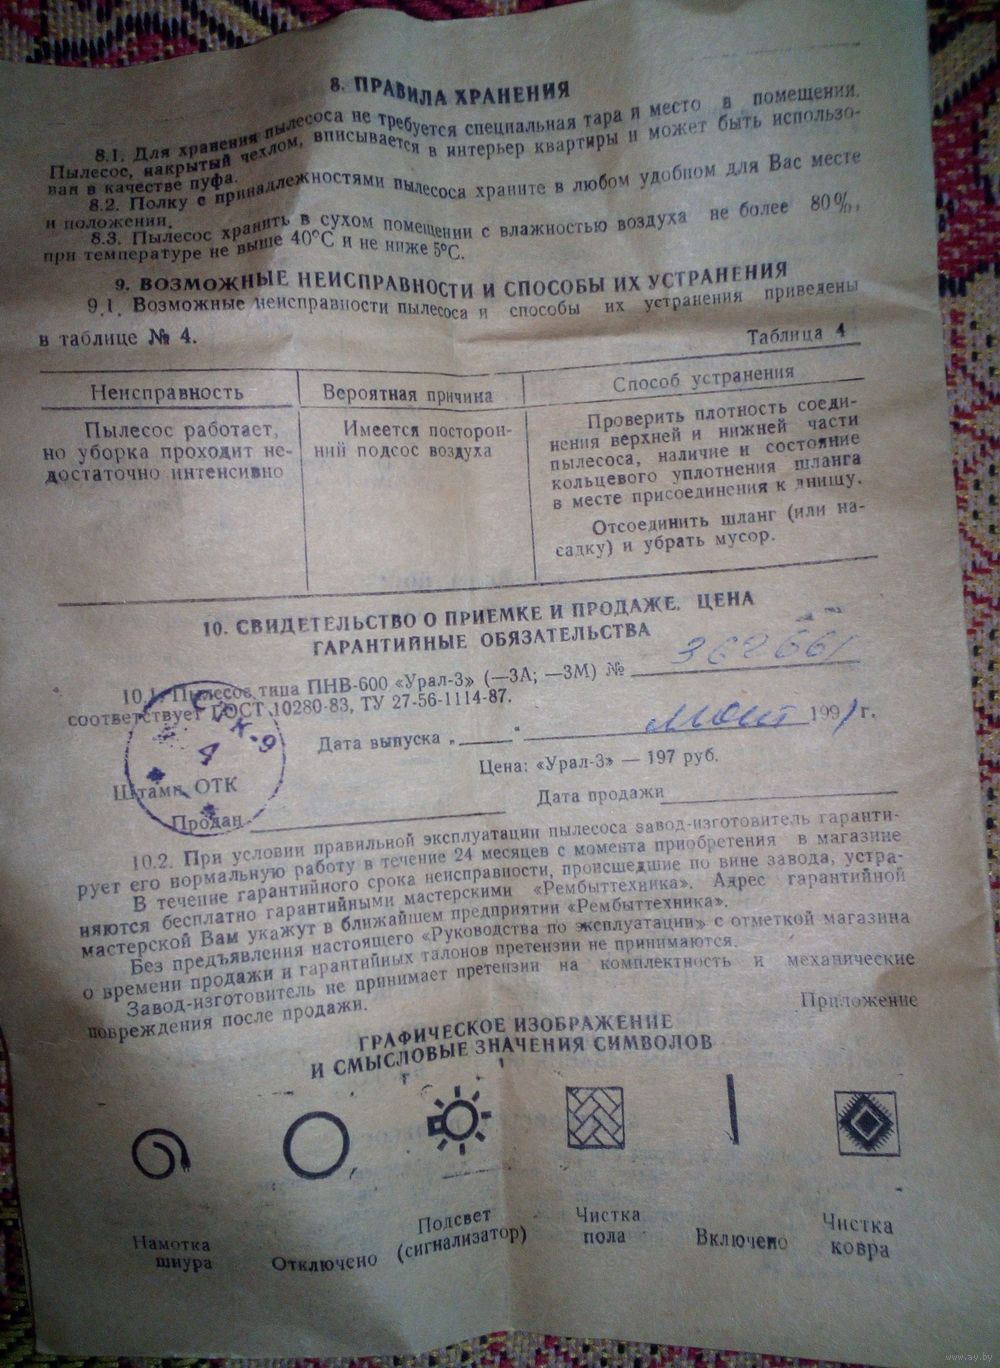 8. ПРАВИЛА ХРАНЕНИЯ
8.1. Для хранения пылесоса не требуется специальная тара и место в помещении.
Пылесос, накрытый чехлом, вписывается в интерьер квартиры и может быть использо-
ван в качестве пуфа.
8.2. Полку с принадлежностями пылесоса храните в любом удобном для Вас месте
и положении.
8.3. Пылесос хранить в сухом помещении с влажностью воздуха не более 80%,
при температуре не выше 40°С и не ниже 5°С.
9. ВОЗМОЖНЫЕ НЕИСПРАВНОСТИ И СПОСОБЫ ИХ УСТРАНЕНИЯ
9.1. Возможные неисправности пылесоса и способы их устранения приведены
в таблице № 4.
Таблица 4
Неисправность
Вероятная причина
Способ устранения
Пылесос работает,
но уборка проходит не-
достаточно интенсивно
Имеется посторон-
ний подсос воздуха
Проверить плотность соеди-
нения верхней и нижней части
пылесоса, наличие и состояние
кольцевого уплотнения шланга
в месте присоединения к днищу.
Отсоединить шланг (или на-
садку) и убрать мусор.
10. СВИДЕТЕЛЬСТВО О ПРИЕМКЕ И ПРОДАЖЕ. ЦЕНА
ГАРАНТИЙНЫЕ ОБЯЗАТЕЛЬСТВА
10.1. Пылесос типа ПНВ-600 «Урал-3» (—3А; —3М) № 362661
соответствует ГОСТ 10280-83, ТУ 27-56-1114-87.
Дата выпуска „ “ 1991 г.
Цена: «Урал-3» — 197 руб.
Штамп ОТК
Дата продажи
Продан
10.2. При условии правильной эксплуатации пылесоса завод-изготовитель гаранти-
рует его нормальную работу в течение 24 месяцев с момента приобретения в магазине
В течение гарантийного срока неисправности, происшедшие по вине завода, устра-
няются бесплатно гарантийными мастерскими «Рембыттехника». Адрес гарантийной
мастерской Вам укажут в ближайшем предприятии «Рембыттехника».
Без предъявления настоящего «Руководства по эксплуатации» с отметкой магазина
о времени продажи и гарантийных талонов претензии не принимаются.
Завод-изготовитель не принимает претензии на комплектность и механические
повреждения после продажи.
Приложение
ГРАФИЧЕСКОЕ ИЗОБРАЖЕНИЕ
И СМЫСЛОВЫЕ ЗНАЧЕНИЯ СИМВОЛОВ
Намотка
шнура
Отключено
Подсвет
(сигнализатор)
Чистка
пола
Включено
Чистка
ковра
www.ay.by